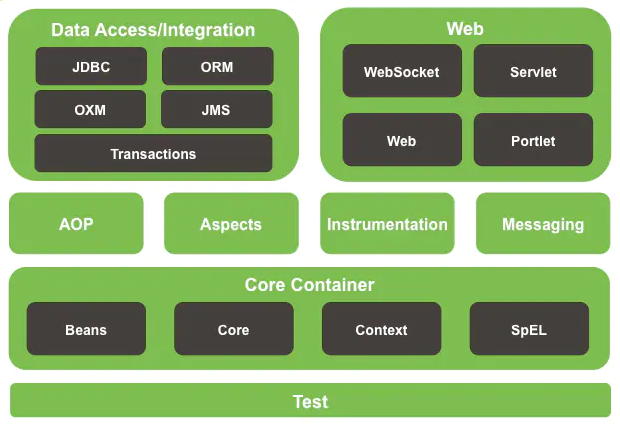 Data Access/Integration
JDBC
ORM
OXM
JMS
Transactions
Web
WebSocket
Servlet
Web
Portlet
AOP
Aspects
Instrumentation
Messaging
Core Container
Beans
Core
Context
SpEL
Test